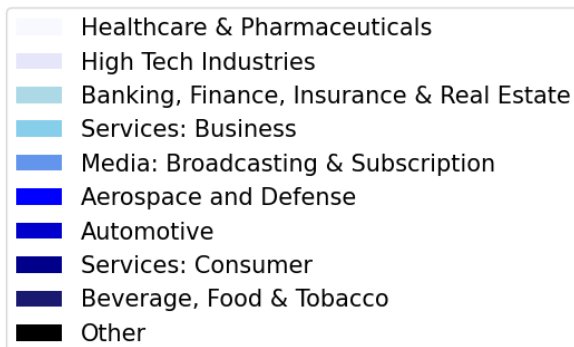 Healthcare & Pharmaceuticals
High Tech Industries
Banking, Finance, Insurance & Real Estate
Services: Business
Media: Broadcasting & Subscription
Aerospace and Defense
Automotive
Services: Consumer
Beverage, Food & Tobacco
Other